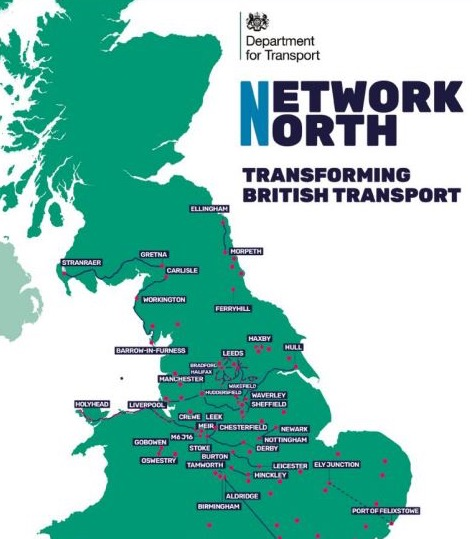 Department
for Transport
NETWORK
NORTH
TRANSFORMING
BRITISH TRANSPORT
ELLINGHAM
MORPETH
GRETNA
STRANRAER
CARLISLE
WORKINGTON
FERRYHILL
HAXBY
HULL
BARROW-IN-FURNESS
LEEDS
BRADFORD
HALIFAX
MANCHESTER
WAKEFIELD
HUDDERSFIELD
WAVERLEY
HOLYHEAD
LIVERPOOL
SHEFFIELD
CREWE
LEEK
MEIR
CHESTERFIELD
NEWARK
M6 J16
GOBOWEN
NOTTINGHAM
STOKE
DERBY
OSWESTRY
BURTON
TAMWORTH
LEICESTER
ELY JUNCTION
HINCKLEY
ALDRIDGE
BIRMINGHAM
PORT OF FELIXSTOWE